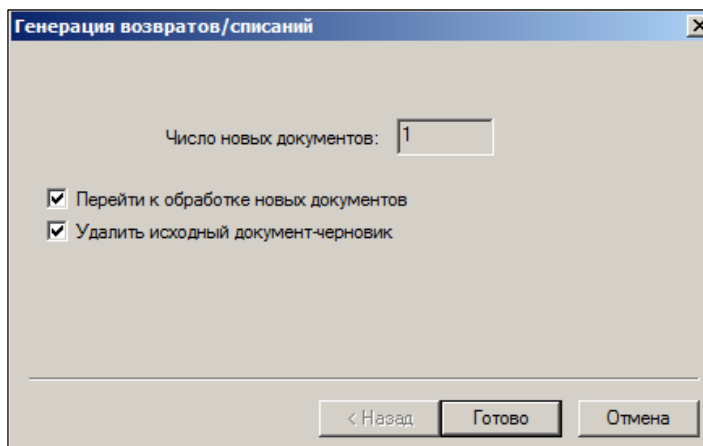 Генерация возвратов/списаний
Число новых документов: 1
Перейти к обработке новых документов
Удалить исходный документ-черновик
< Назад Готово Отмена